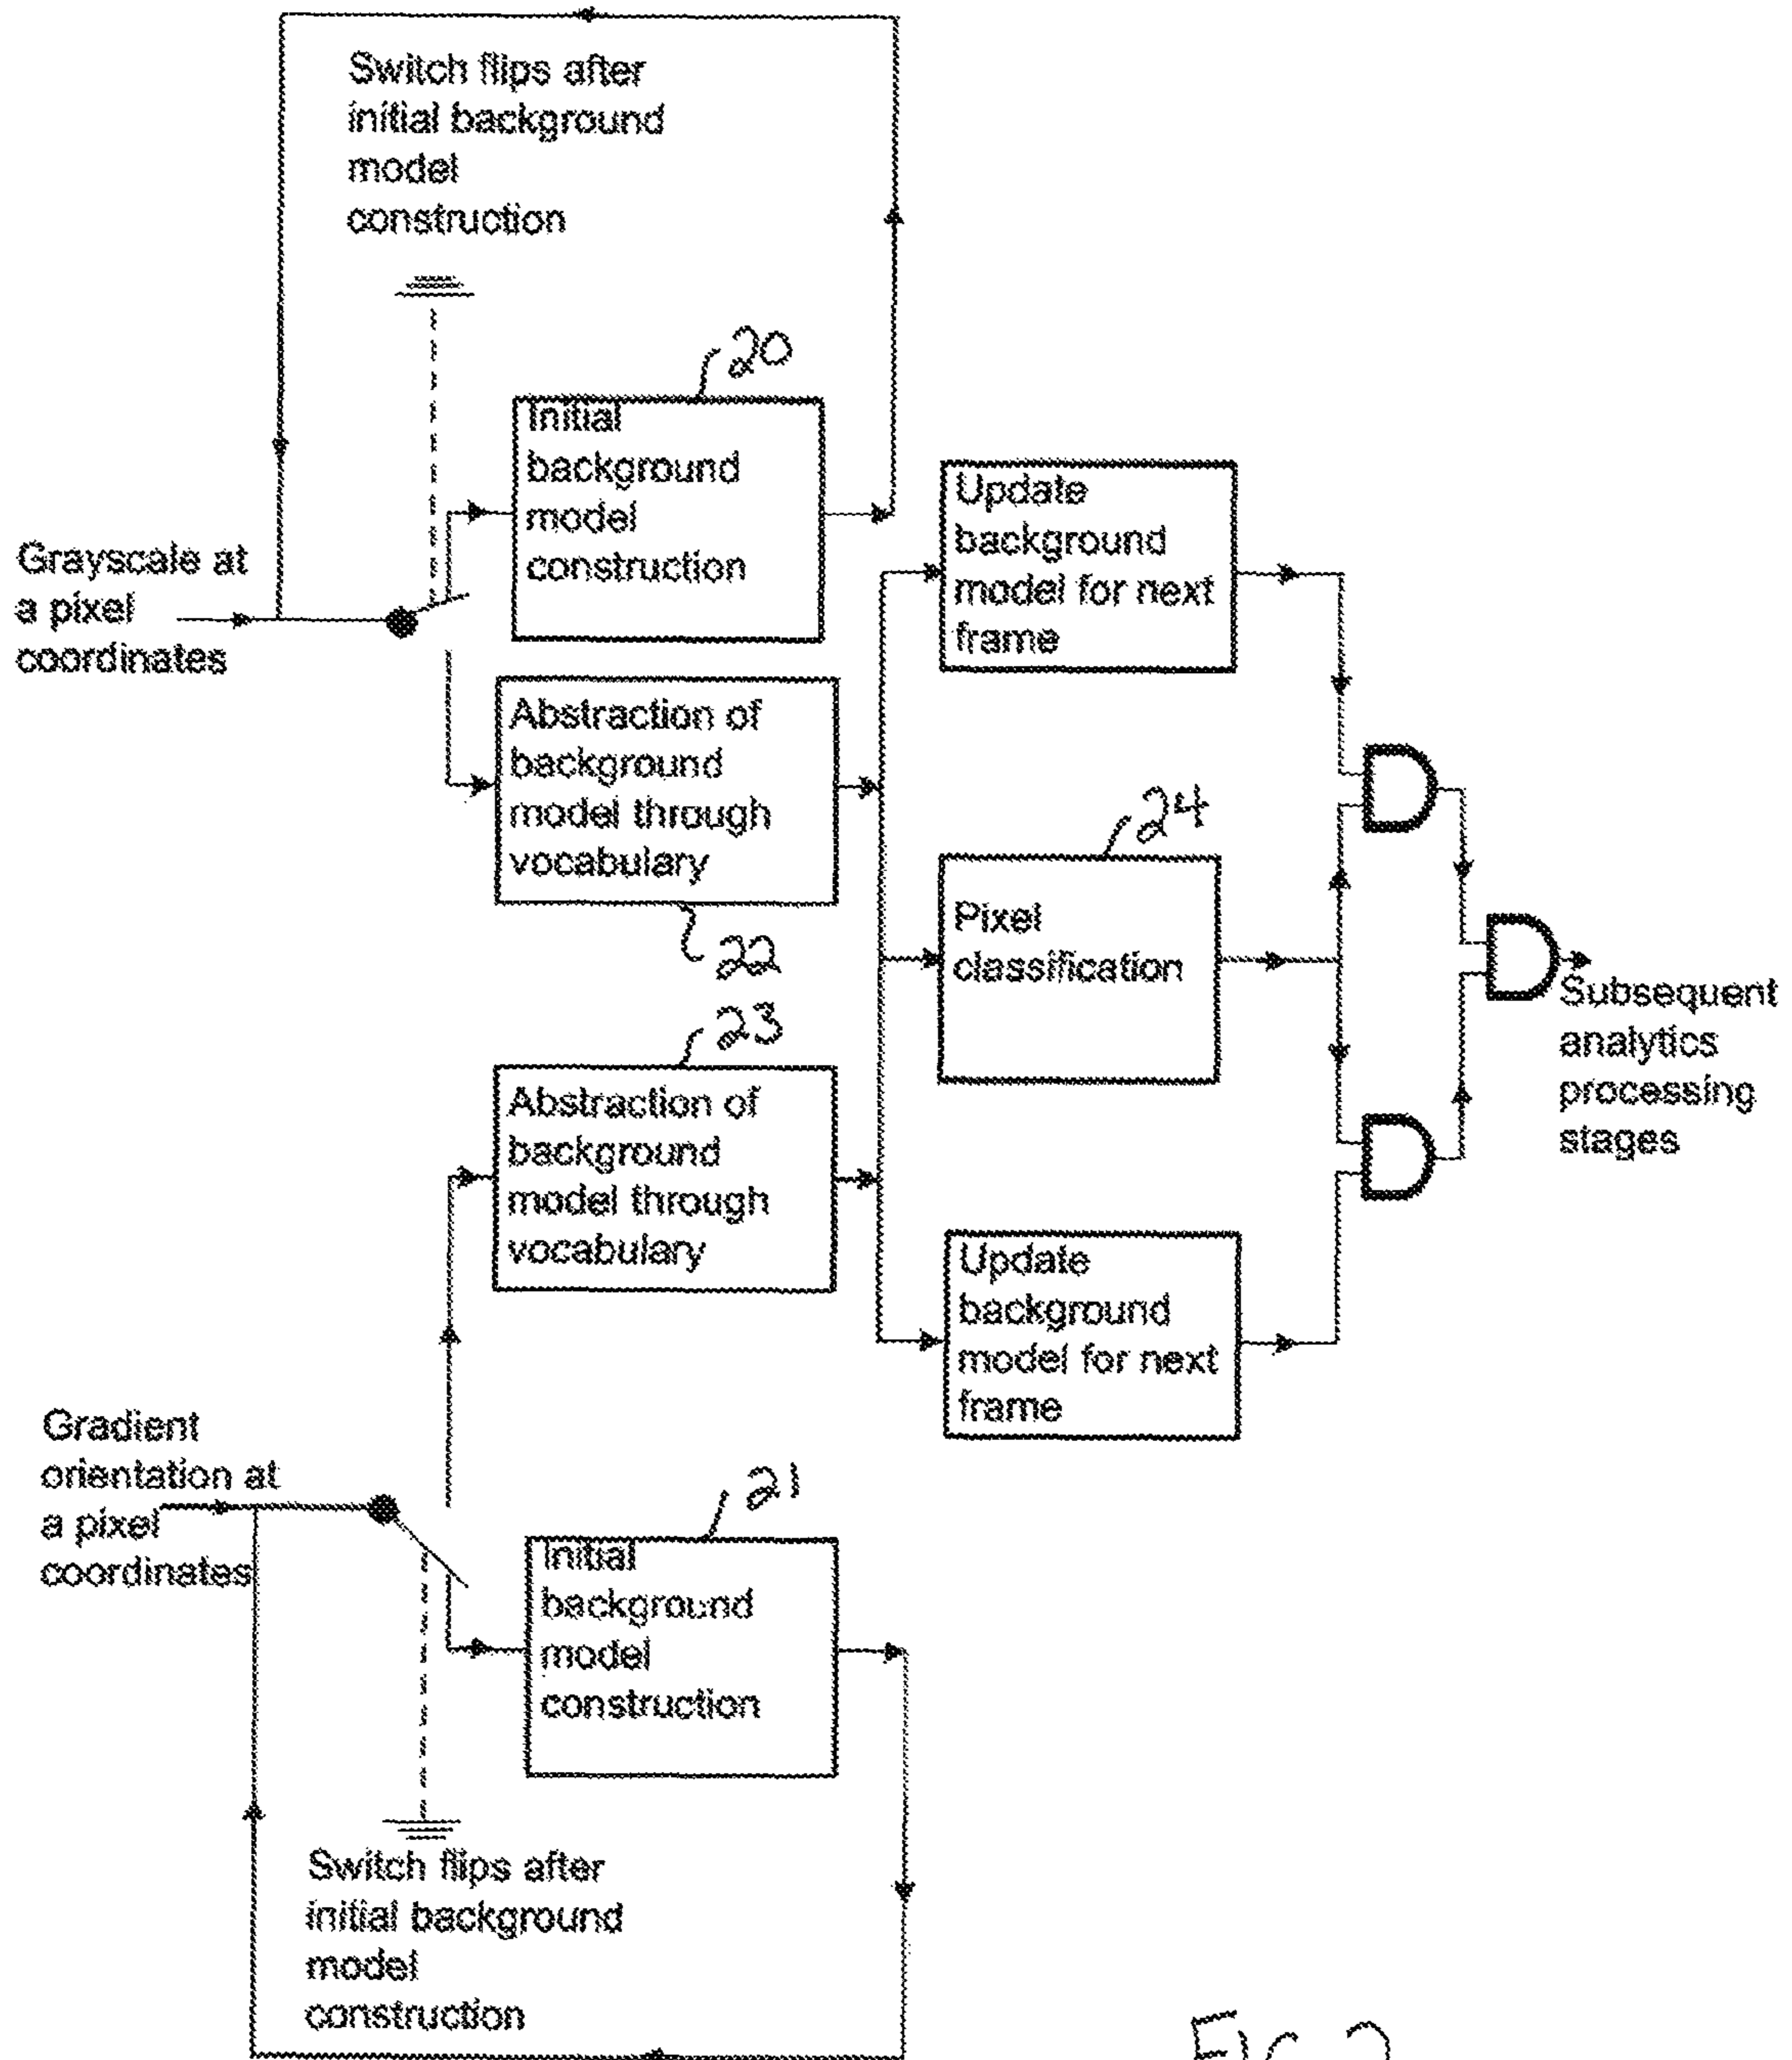 Switch flips after
initial background
model
construction
20
Initial
background
model
construction
Grayscale at
a pixel
coordinates
Update
background
model for next
frame
Abstraction of
background
model through
vocabulary
22
24
Pixel
classification
Subsequent
analytics
processing
stages
23
Abstraction of
background
model through
vocabulary
Update
background
model for next
frame
Gradient
orientation at
a pixel
coordinates
21
Initial
background
model
construction
Switch flips after
initial background
model
construction